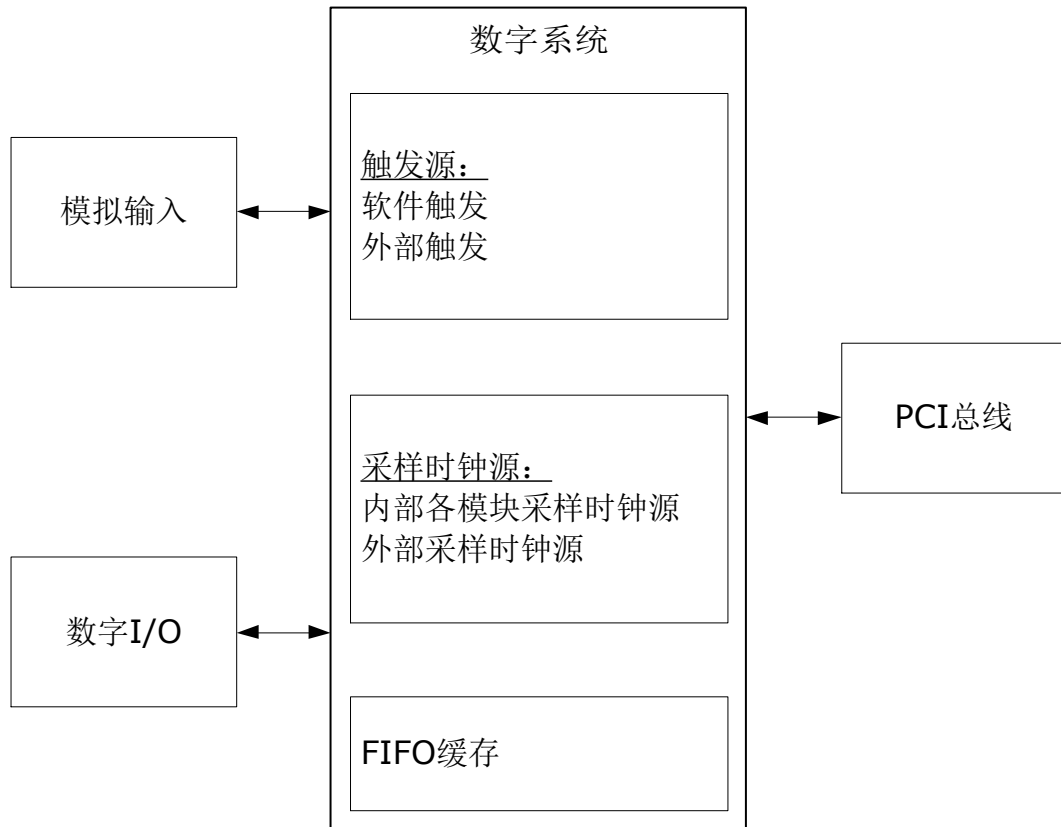 数字系统
触发源：
软件触发
外部触发
模拟输入
采样时钟源：
内部各模块采样时钟源
外部采样时钟源
PCI总线
数字I/O
FIFO缓存